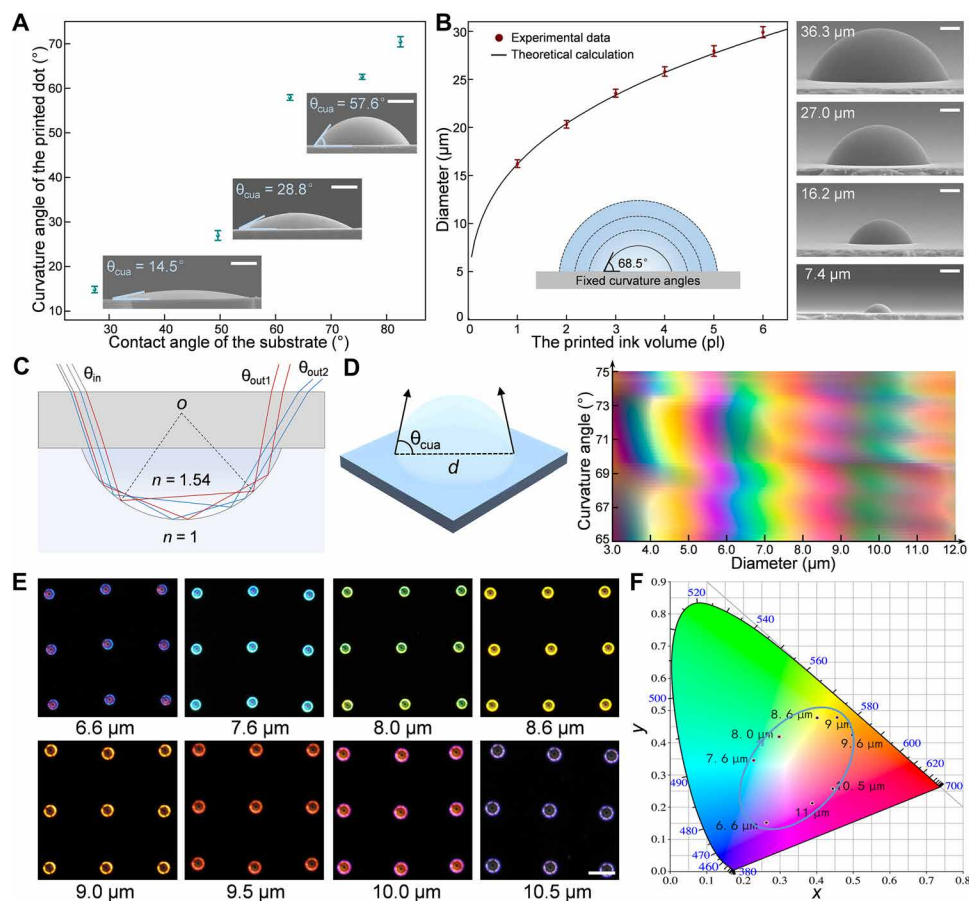 A
Curvature angle of the printed dot (°)
70
60
50
40
30
20
10
θcua = 57.6°
θcua = 28.8°
θcua = 14.5°
30 40 50 60 70 80
Contact angle of the substrate (°)
B
Diameter (μm)
30
25
20
15
10
5
0
Experimental data
Theoretical calculation
68.5°
Fixed curvature angles
0 1 2 3 4 5 6
The printed ink volume (pl)
36.3 μm
27.0 μm
16.2 μm
7.4 μm
C
θin θout1 θout2
o
n = 1.54
n = 1
D
θcua
d
Curvature angle (°)
75
73
71
69
67
65
3.0 4.0 5.0 6.0 7.0 8.0 9.0 10.0 11.0 12.0
Diameter (μm)
E
6.6 μm 7.6 μm 8.0 μm 8.6 μm
9.0 μm 9.5 μm 10.0 μm 10.5 μm
F
y
0.9
0.8
0.7
0.6
0.5
0.4
0.3
0.2
0.1
0.0
520
540
560
580
600
620
700
500
490
480
470
460
380
8.6 μm
9 μm
8.0 μm
9.6 μm
7.6 μm
10.5 μm
11 μm
6.6 μm
0.0 0.1 0.2 0.3 0.4 0.5 0.6 0.7 0.8
x